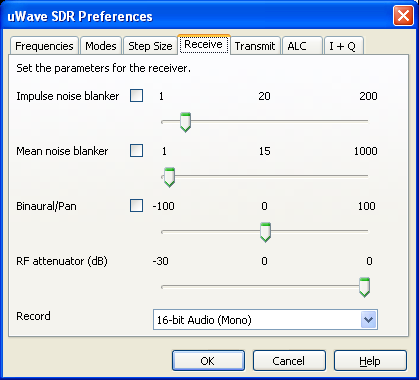 uWave SDR Preferences
Frequencies Modes Step Size Receive Transmit ALC I + Q
Set the parameters for the receiver.
Impulse noise blanker 1 20 200
Mean noise blanker 1 15 1000
Binaural/Pan -100 0 100
RF attenuator (dB) -30 0 0
Record 16-bit Audio (Mono)
OK Cancel Help